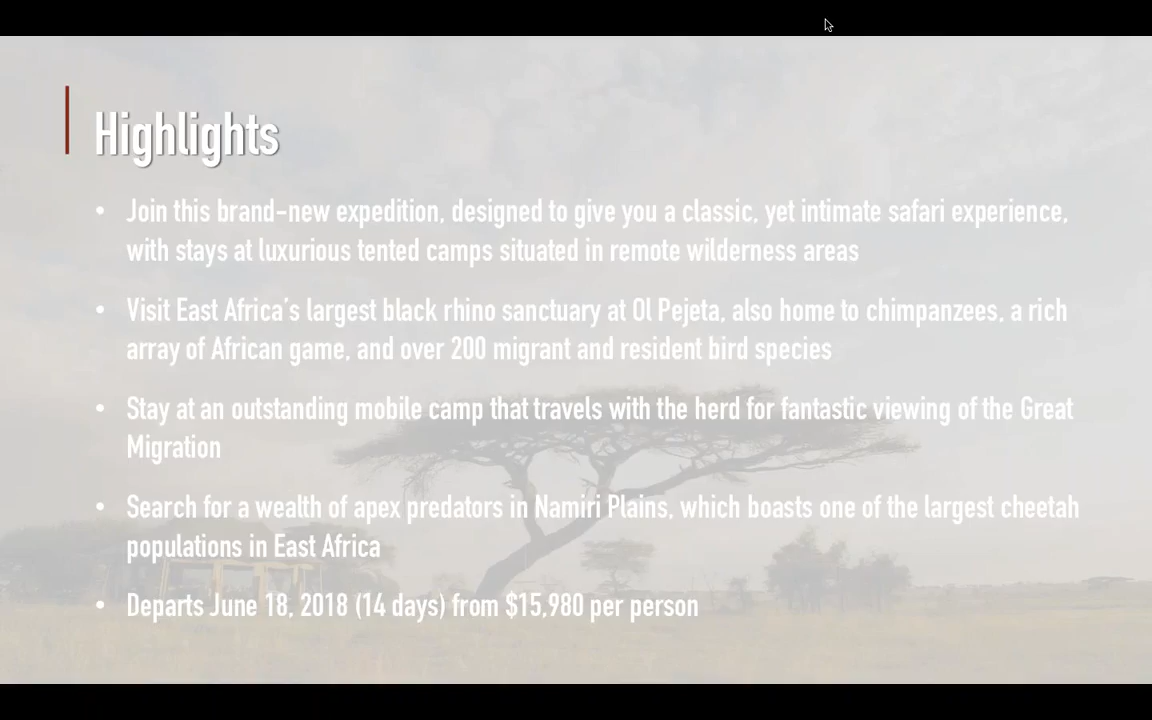 Highlights
• Join this brand-new expedition, designed to give you a classic, yet intimate safari experience,
with stays at luxurious tented camps situated in remote wilderness areas
• Visit East Africa's largest black rhino sanctuary at Ol Pejeta, also home to chimpanzees, a rich
array of African game, and over 200 migrant and resident bird species
• Stay at an outstanding mobile camp that travels with the herd for fantastic viewing of the Great
Migration
• Search for a wealth of apex predators in Namiri Plains, which boasts one of the largest cheetah
populations in East Africa
• Departs June 18, 2018 (14 days) from $15,980 per person